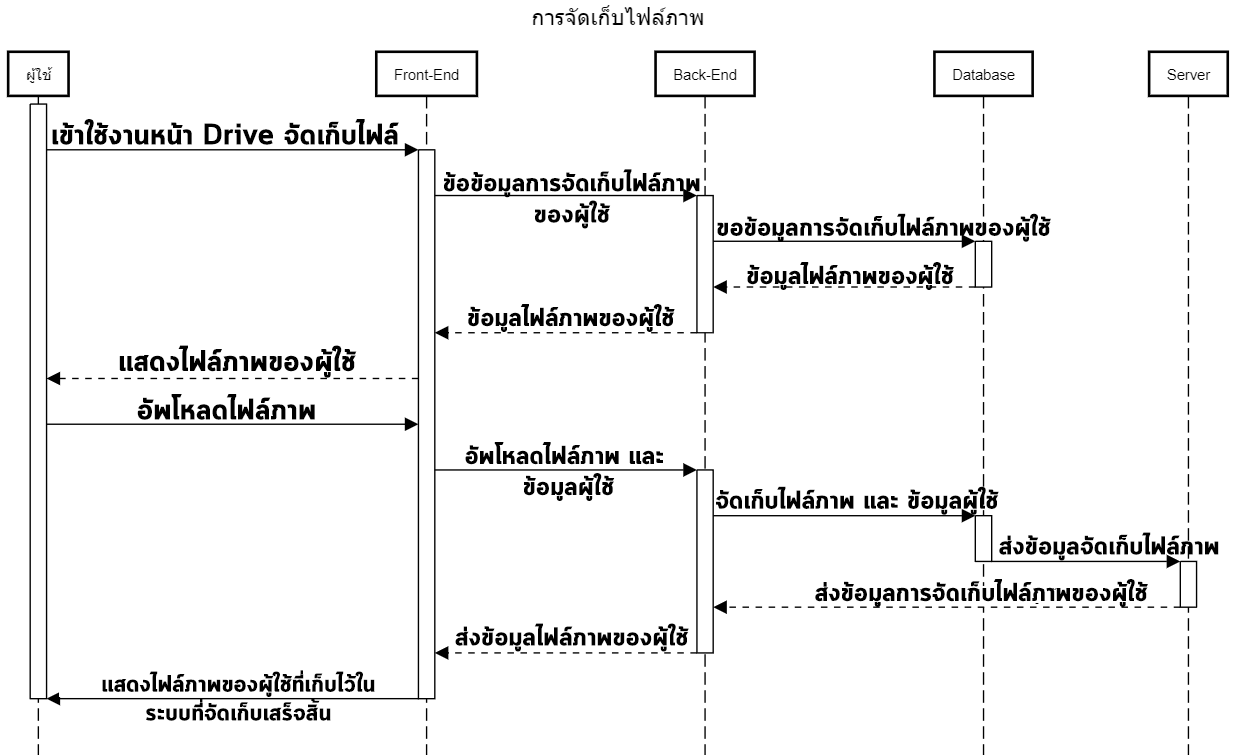 การจัดเก็บไฟล์ภาพ
ผู้ใช้
Front-End
Back-End
Database
Server
เข้าใช้งานหน้า Drive จัดเก็บไฟล์
ข้อข้อมูลการจัดเก็บไฟล์ภาพ
ของผู้ใช้
ขอข้อมูลการจัดเก็บไฟล์ภาพของผู้ใช้
ข้อมูลไฟล์ภาพของผู้ใช้
ข้อมูลไฟล์ภาพของผู้ใช้
แสดงไฟล์ภาพของผู้ใช้
อัพโหลดไฟล์ภาพ
อัพโหลดไฟล์ภาพ และ
ข้อมูลผู้ใช้
จัดเก็บไฟล์ภาพ และ ข้อมูลผู้ใช้
ส่งข้อมูลจัดเก็บไฟล์ภาพ
ส่งข้อมูลการจัดเก็บไฟล์ภาพของผู้ใช้
ส่งข้อมูลไฟล์ภาพของผู้ใช้
แสดงไฟล์ภาพของผู้ใช้ที่เก็บไว้ใน
ระบบที่จัดเก็บเสร็จสิ้น